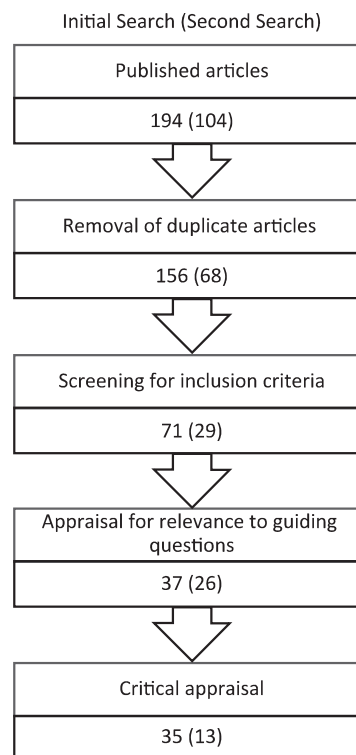 Initial Search (Second Search)
Published articles
194 (104)
Removal of duplicate articles
156 (68)
Screening for inclusion criteria
71 (29)
Appraisal for relevance to guiding
questions
37 (26)
Critical appraisal
35 (13)